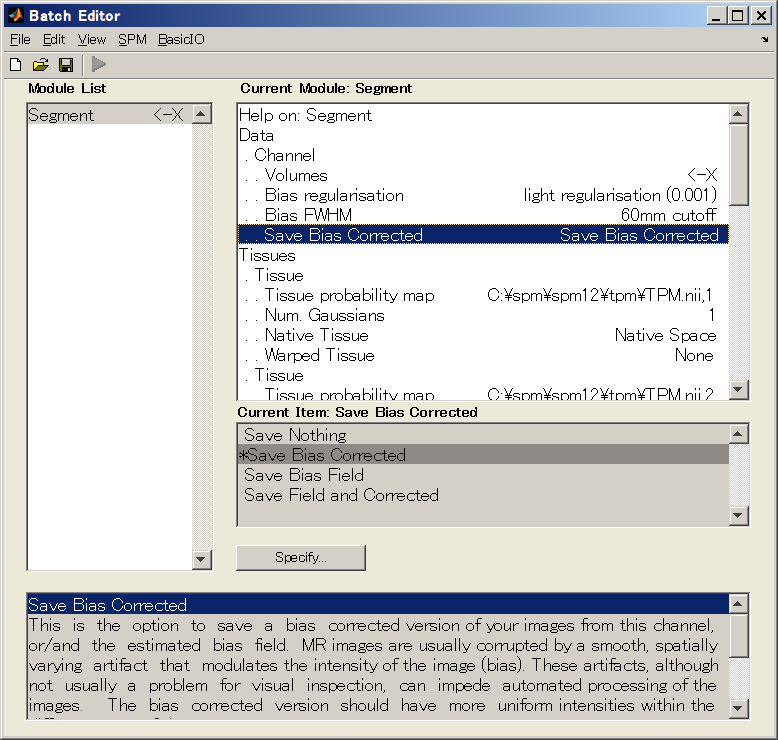 Batch Editor
File Edit View SPM BasicIO
Module List
Segment <-X
Current Module: Segment
Help on: Segment
Data
. Channel
. . Volumes <-X
. . Bias regularisation light regularisation (0.001)
. . Bias FWHM 60mm cutoff
. . Save Bias Corrected Save Bias Corrected
Tissues
. Tissue
. . Tissue probability map C:¥spm¥spm12¥tpm¥TPM.nii,1
. . Num. Gaussians 1
. . Native Tissue Native Space
. . Warped Tissue None
. Tissue
. . Tissue probability map C:¥spm¥spm12¥tpm¥TPM.nii,2
Current Item: Save Bias Corrected
Save Nothing
*Save Bias Corrected
Save Bias Field
Save Field and Corrected
Specify...
Save Bias Corrected
This is the option to save a bias corrected version of your images from this channel,
or/and the estimated bias field. MR images are usually corrupted by a smooth, spatially
varying artifact that modulates the intensity of the image (bias). These artifacts, although
not usually a problem for visual inspection, can impede automated processing of the
images. The bias corrected version should have more uniform intensities within the